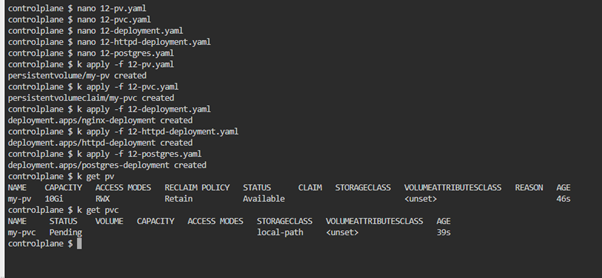 controlplane $ nano 12-pv.yaml
controlplane $ nano 12-pvc.yaml
controlplane $ nano 12-deployment.yaml
controlplane $ nano 12-httpd-deployment.yaml
controlplane $ nano 12-postgres.yaml
controlplane $ k apply -f 12-pv.yaml
persistentvolume/my-pv created
controlplane $ k apply -f 12-pvc.yaml
persistentvolumeclaim/my-pvc created
controlplane $ k apply -f 12-deployment.yaml
deployment.apps/nginx-deployment created
controlplane $ k apply -f 12-httpd-deployment.yaml
deployment.apps/httpd-deployment created
controlplane $ k apply -f 12-postgres.yaml
deployment.apps/postgres-deployment created
controlplane $ k get pv
NAME CAPACITY ACCESS MODES RECLAIM POLICY STATUS CLAIM STORAGECLASS VOLUMEATTRIBUTESCLASS REASON AGE
my-pv 10Gi RWX Retain Available <unset> 46s
controlplane $ k get pvc
NAME STATUS VOLUME CAPACITY ACCESS MODES STORAGECLASS VOLUMEATTRIBUTESCLASS AGE
my-pvc Pending local-path <unset> 39s
controlplane $